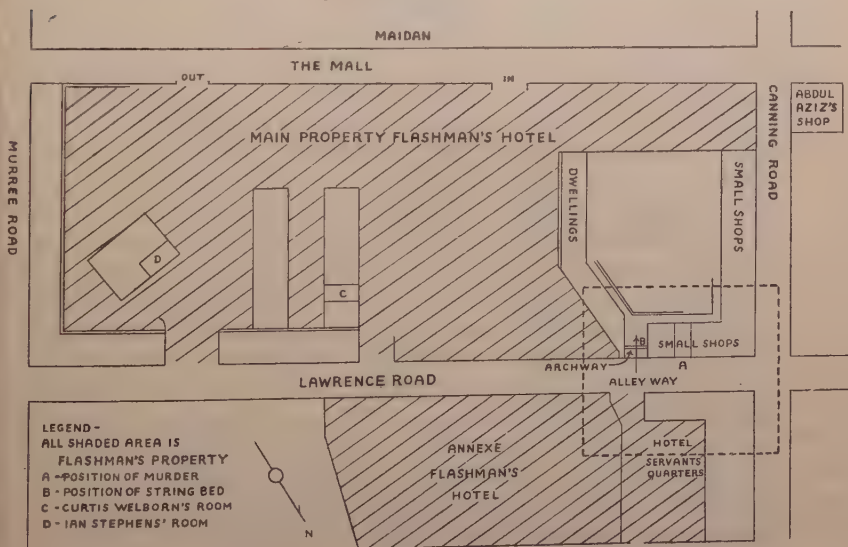 MAIDAN
THE MALL
OUT
IN
MAIN PROPERTY FLASHMAN'S HOTEL
MURREE ROAD
CANNING ROAD
ABDUL
AZIZ'S
SHOP
DWELLINGS
SMALL SHOPS
D
C
B
SMALL SHOPS
ARCHWAY
A
ALLEY WAY
LAWRENCE ROAD
LEGEND-
ALL SHADED AREA IS
FLASHMAN'S PROPERTY
A - POSITION OF MURDER
B - POSITION OF STRING BED
C - CURTIS WELBORN'S ROOM
D - IAN STEPHENS' ROOM
N
ANNEXE
FLASHMAN'S
HOTEL
HOTEL
SERVANTS
QUARTERS